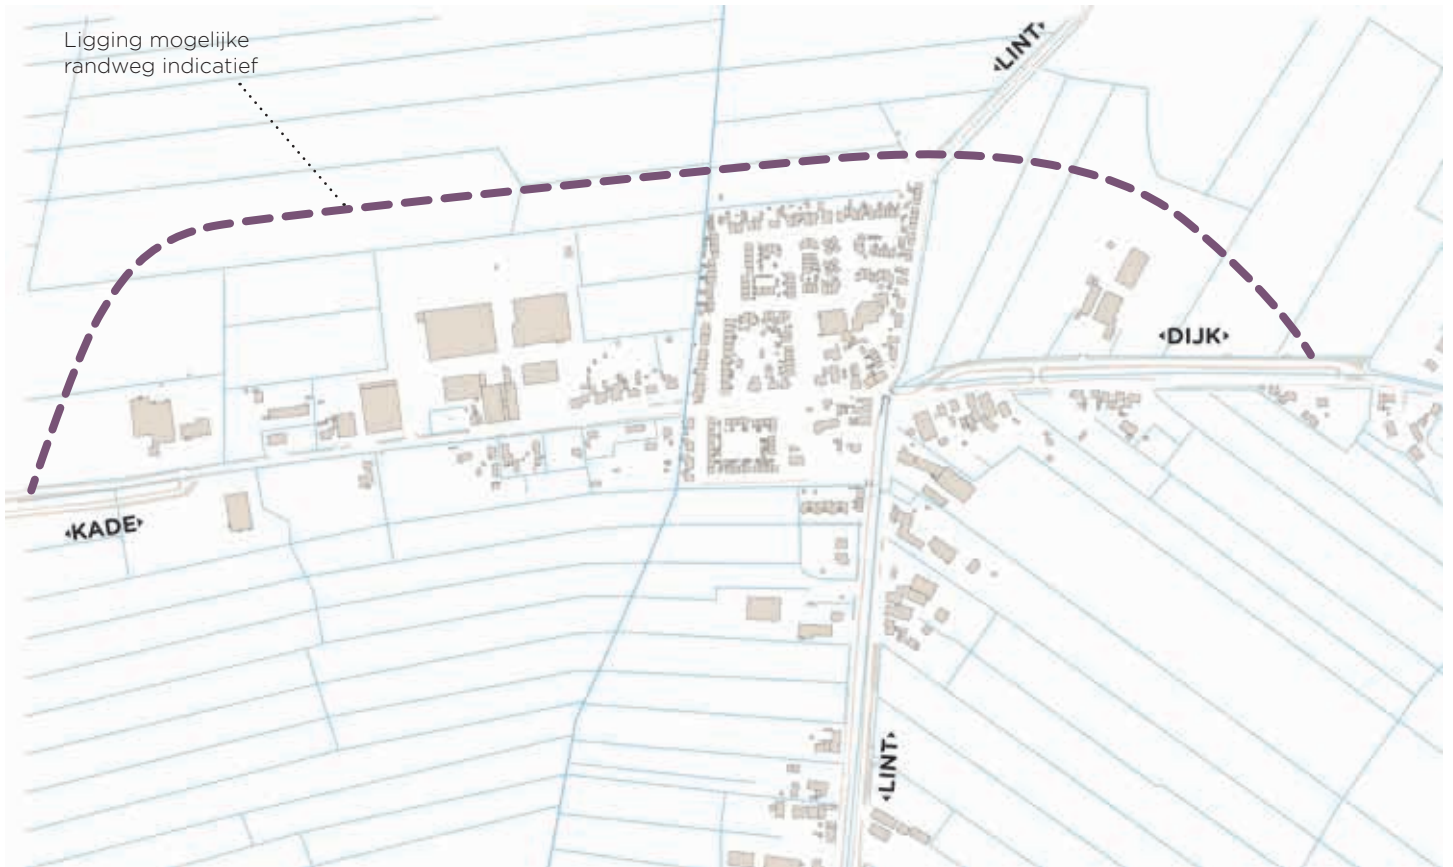 Ligging mogelijke
randweg indicatief
LINT
DIJK
KADE
LINT